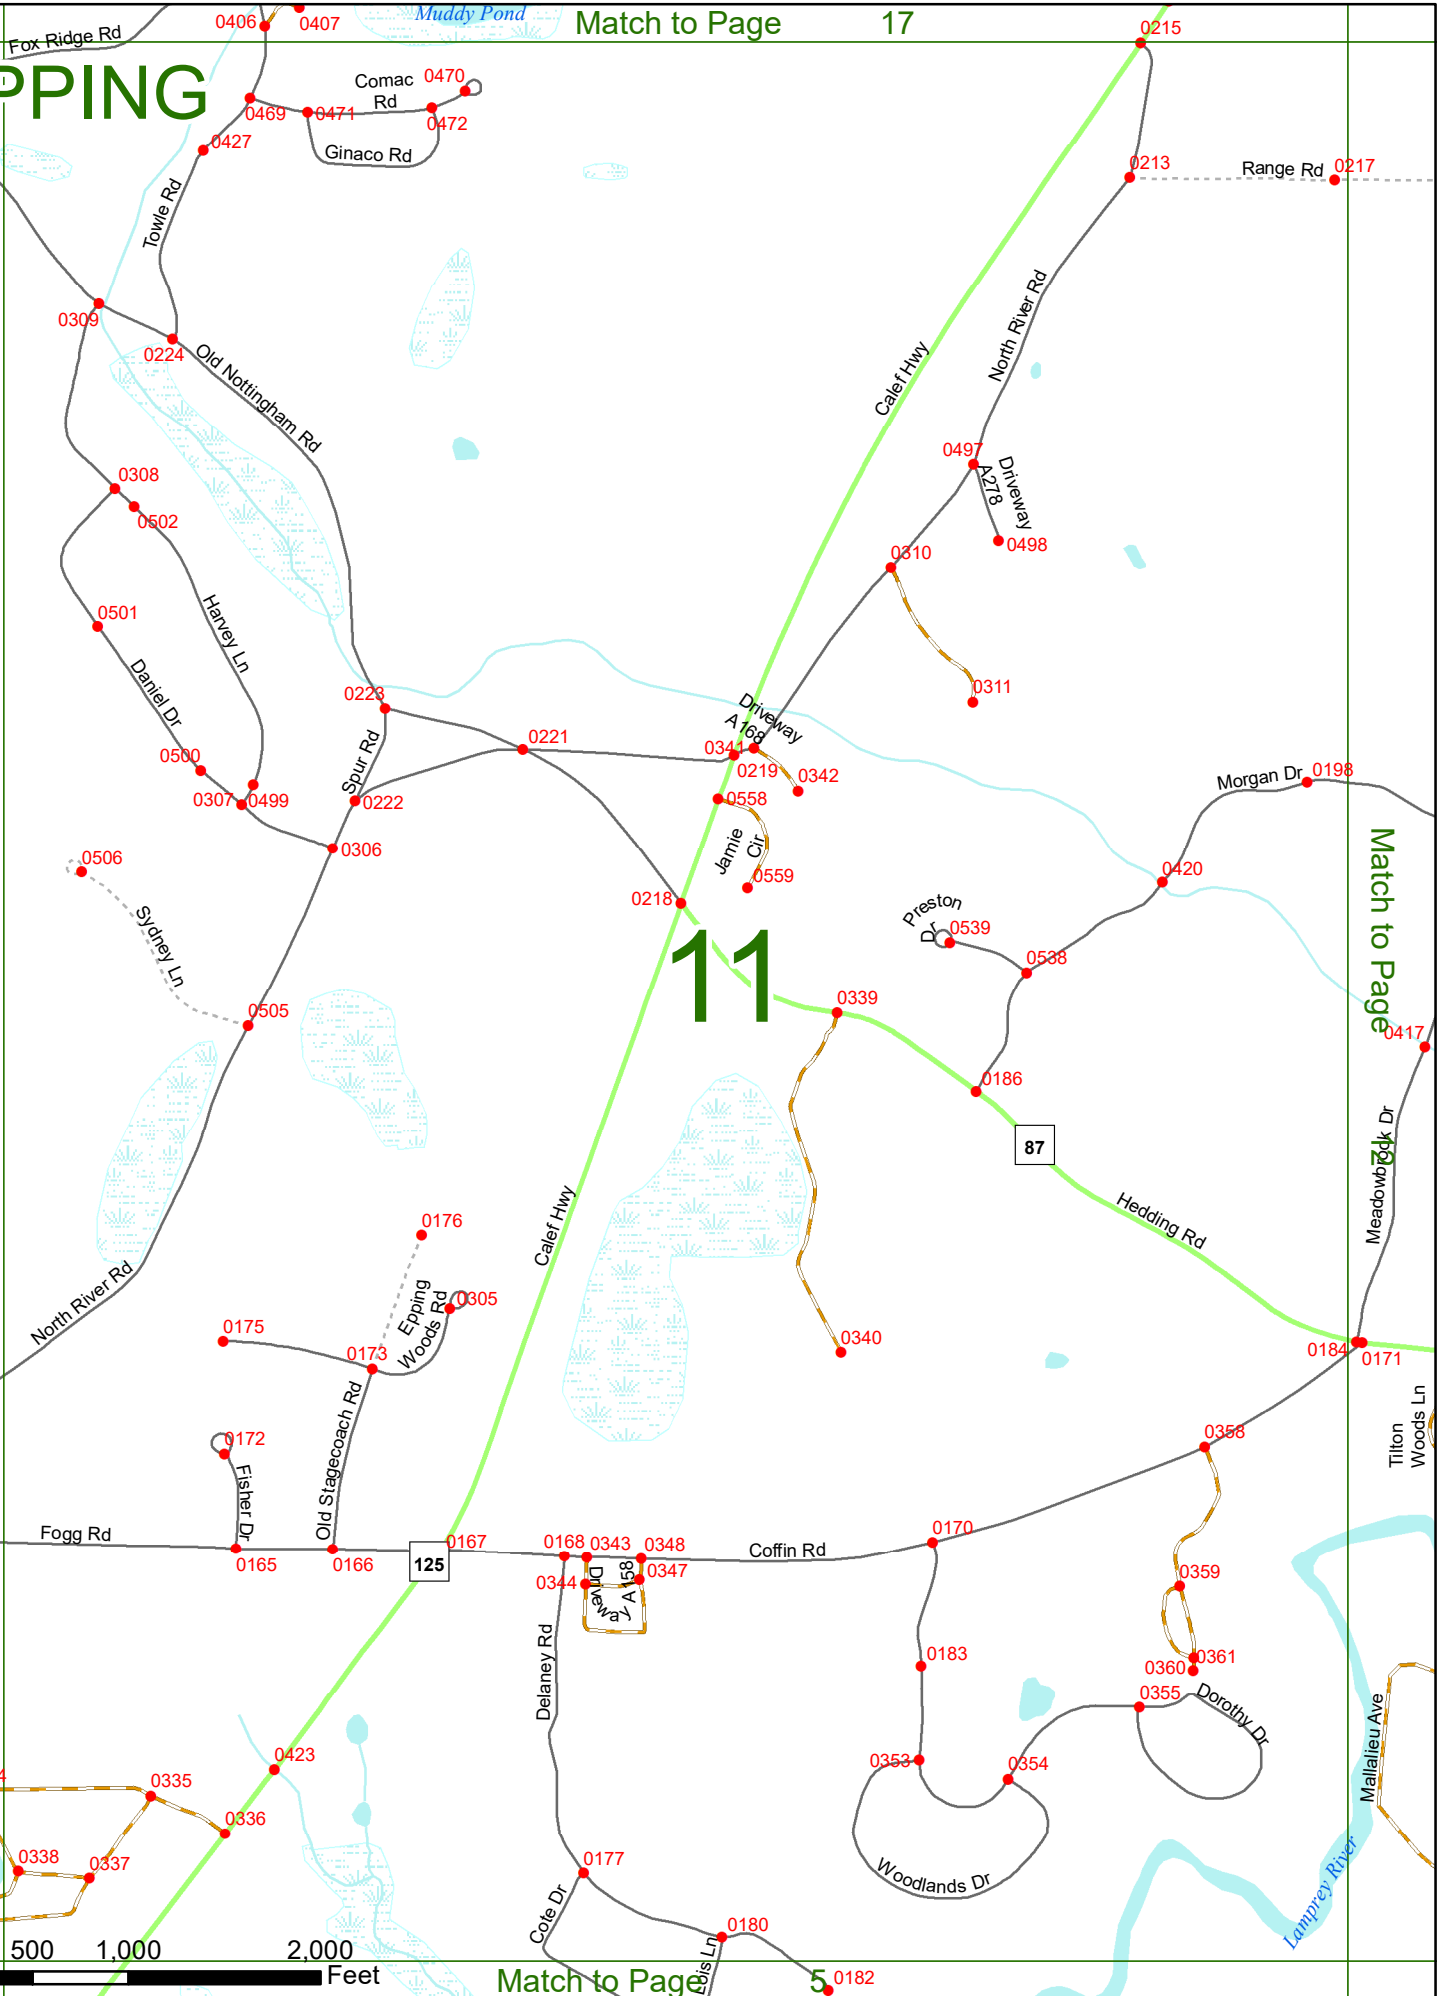 0406
0407
Muddy Pond
Match to Page 17
0215
Fox Ridge Rd
PPING
Comac
Rd
0470
0469
0471
0472
0427
Ginaco Rd
0213
Range Rd
0217
Towle Rd
0309
0224
Old Nottingham Rd
North River Rd
Calef Hwy
0497
Driveway
A278
0498
0308
0502
0310
0501
Harvey Ln
Daniel Dr
0311
0223
Driveway
A168
0221
0341
0219
0342
Spur Rd
0500
0307
0499
0222
0558
Morgan Dr
0198
0306
Jamie
Cir
0506
0559
0420
Match to Page
12
Sydney Ln
0218
Preston
Dr
0539
11
0538
0505
0339
0417
0186
87
Meadowbrook Dr
Hedding Rd
Calef Hwy
0176
Epping
Woods Rd
0305
North River Rd
0175
0173
0340
0184
0171
Old Stagecoach Rd
Tilton
Woods Ln
0172
Fisher Dr
0358
Fogg Rd
0165
0166
125
0167
0168
0343
0348
Coffin Rd
0170
0344
Driveway A 158
0347
0359
Delaney Rd
0183
0361
0360
0355
Dorothy Dr
Mallalieu Ave
0423
0353
0354
4
0335
0336
0338
0337
0177
Woodlands Dr
Lamprey River
Cote Dr
0180
Lois Ln
500
1,000
2,000
Feet
Match to Page 5
0182